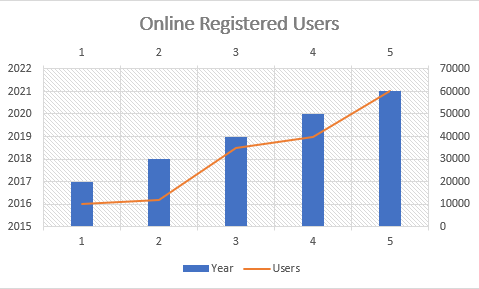 Online Registered Users
1 2 3 4 5
2022 70000
2021 60000
2020 50000
2019 40000
2018 30000
2017 20000
2016 10000
2015 0
1 2 3 4 5
Year Users